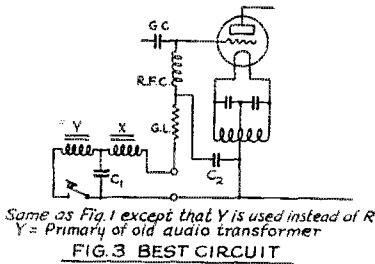 G.C.
R.F.C.
Y X G.L.
C1 C2
Same as Fig. 1 except that Y is used instead of R
Y = Primary of old audio transformer
FIG. 3 BEST CIRCUIT